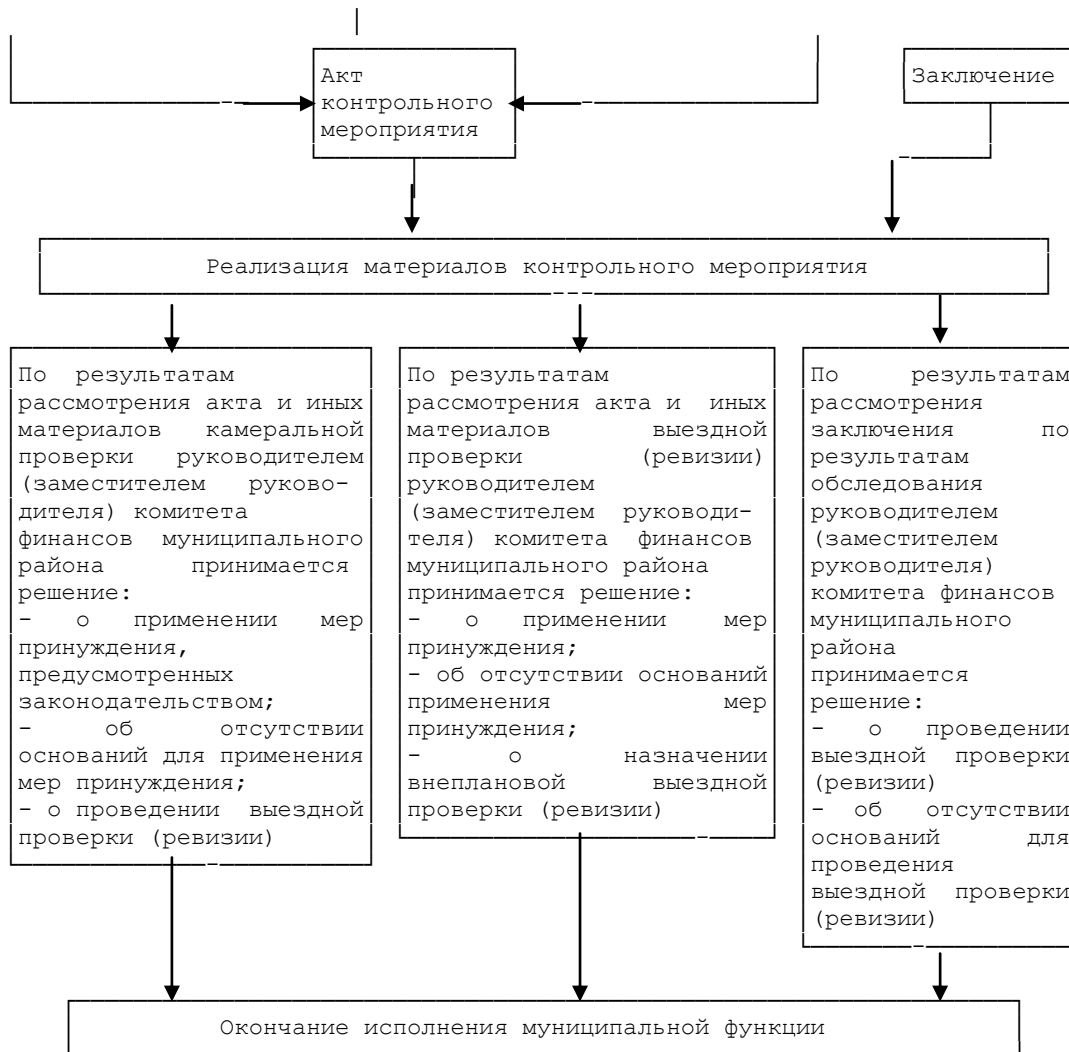 Акт
контрольного
мероприятия
Заключение
Реализация материалов контрольного мероприятия
По результатам
рассмотрения акта и иных
материалов камеральной
проверки руководителем
(заместителем руково-
дителя) комитета
финансов муниципального
района принимается
решение:
- о применении мер
принуждения,
предусмотренных
законодательством;
- об отсутствии
оснований для применения
мер принуждения;
- о проведении выездной
проверки (ревизии)
По результатам
рассмотрения акта и иных
материалов выездной
проверки (ревизии)
руководителем
(заместителем руководи-
теля) комитета финансов
муниципального района
принимается решение:
- о применении мер
принуждения;
- об отсутствии оснований
применения мер
принуждения;
- о назначении
внеплановой выездной
проверки (ревизии)
По результатам
рассмотрения
заключения по
результатам
обследования
руководителем
(заместителем
руководителя)
комитета финансов
муниципального
района
принимается
решение:
- о проведении
выездной проверки
(ревизии)
- об отсутствии
оснований для
проведения
выездной проверки
(ревизии)
Окончание исполнения муниципальной функции